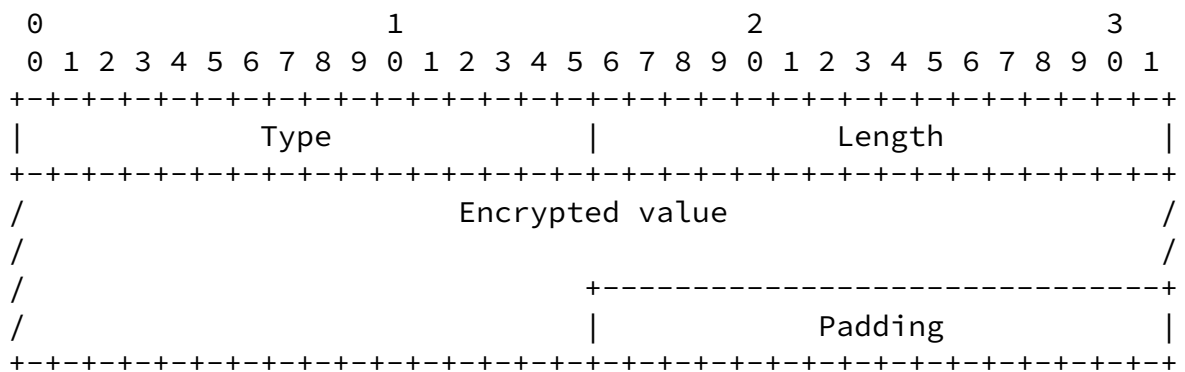 0                   1                   2                   3
 0 1 2 3 4 5 6 7 8 9 0 1 2 3 4 5 6 7 8 9 0 1 2 3 4 5 6 7 8 9 0 1
+-+-+-+-+-+-+-+-+-+-+-+-+-+-+-+-+-+-+-+-+-+-+-+-+-+-+-+-+-+-+-+-+
|             Type              |             Length            |
+-+-+-+-+-+-+-+-+-+-+-+-+-+-+-+-+-+-+-+-+-+-+-+-+-+-+-+-+-+-+-+-+
/                        Encrypted value                        /
/                                                               /
/                               +-------------------------------+
/                               |            Padding            |
+-+-+-+-+-+-+-+-+-+-+-+-+-+-+-+-+-+-+-+-+-+-+-+-+-+-+-+-+-+-+-+-+